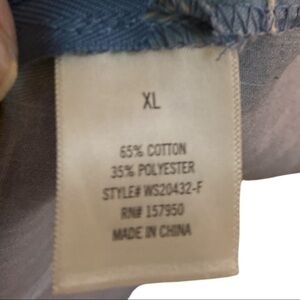 XL
65% COTTON
35% POLYESTER
STYLE# WS20432-F
RN# 157950
MADE IN CHINA